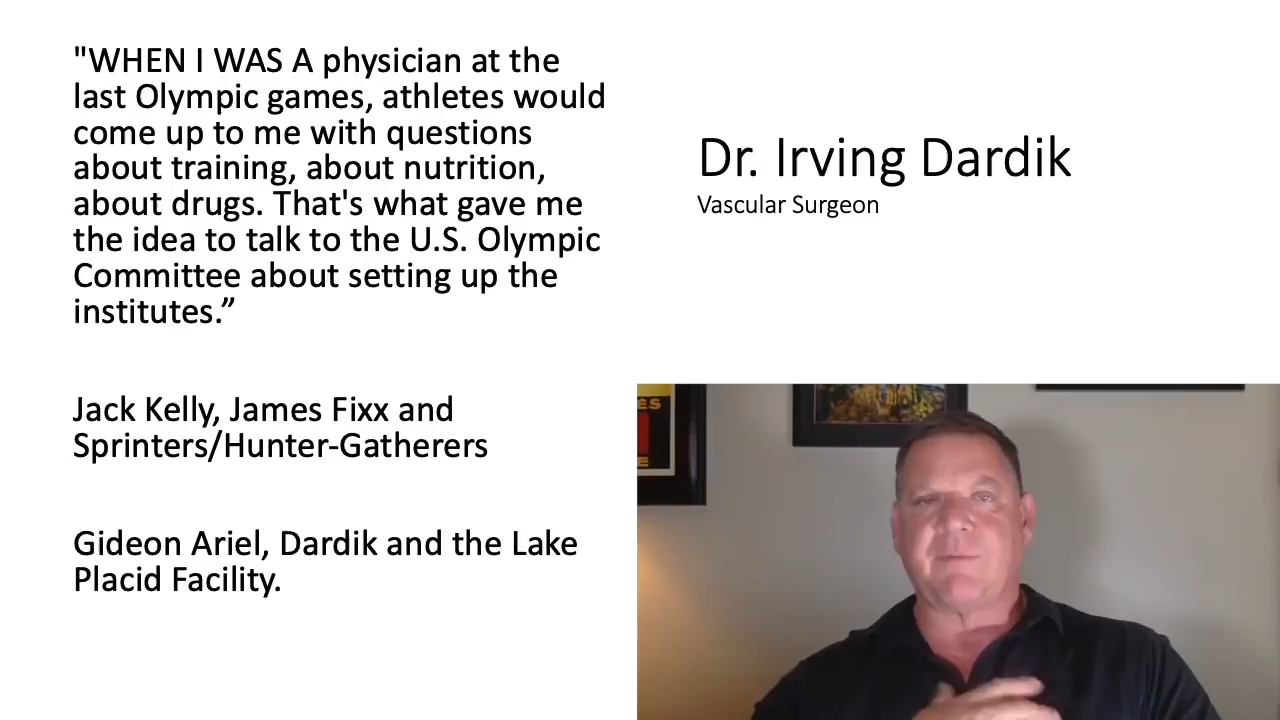 "WHEN I WAS A physician at the
last Olympic games, athletes would
come up to me with questions
about training, about nutrition,
about drugs. That's what gave me
the idea to talk to the U.S. Olympic
Committee about setting up the
institutes.”
Jack Kelly, James Fixx and
Sprinters/Hunter-Gatherers
Gideon Ariel, Dardik and the Lake
Placid Facility.
Dr. Irving Dardik
Vascular Surgeon
ES
E